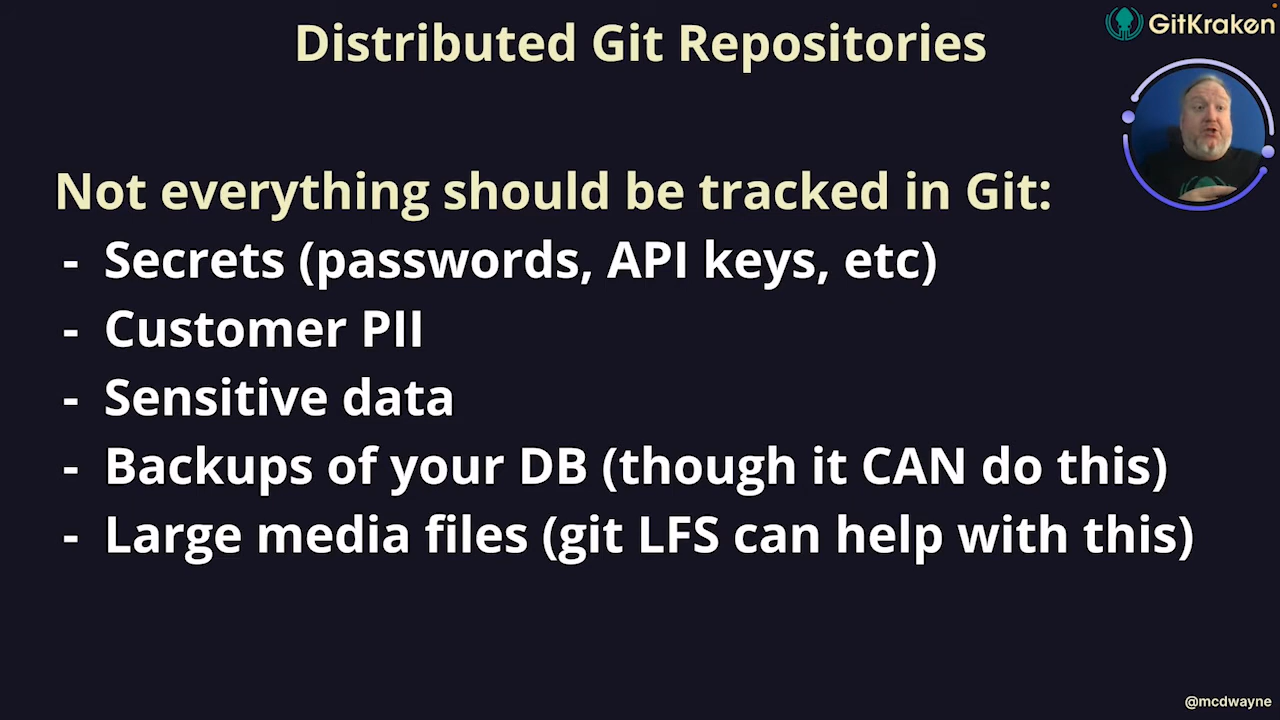 Distributed Git Repositories
GitKraken
Not everything should be tracked in Git:
- Secrets (passwords, API keys, etc)
- Customer PII
- Sensitive data
- Backups of your DB (though it CAN do this)
- Large media files (git LFS can help with this)
@mcdwayne